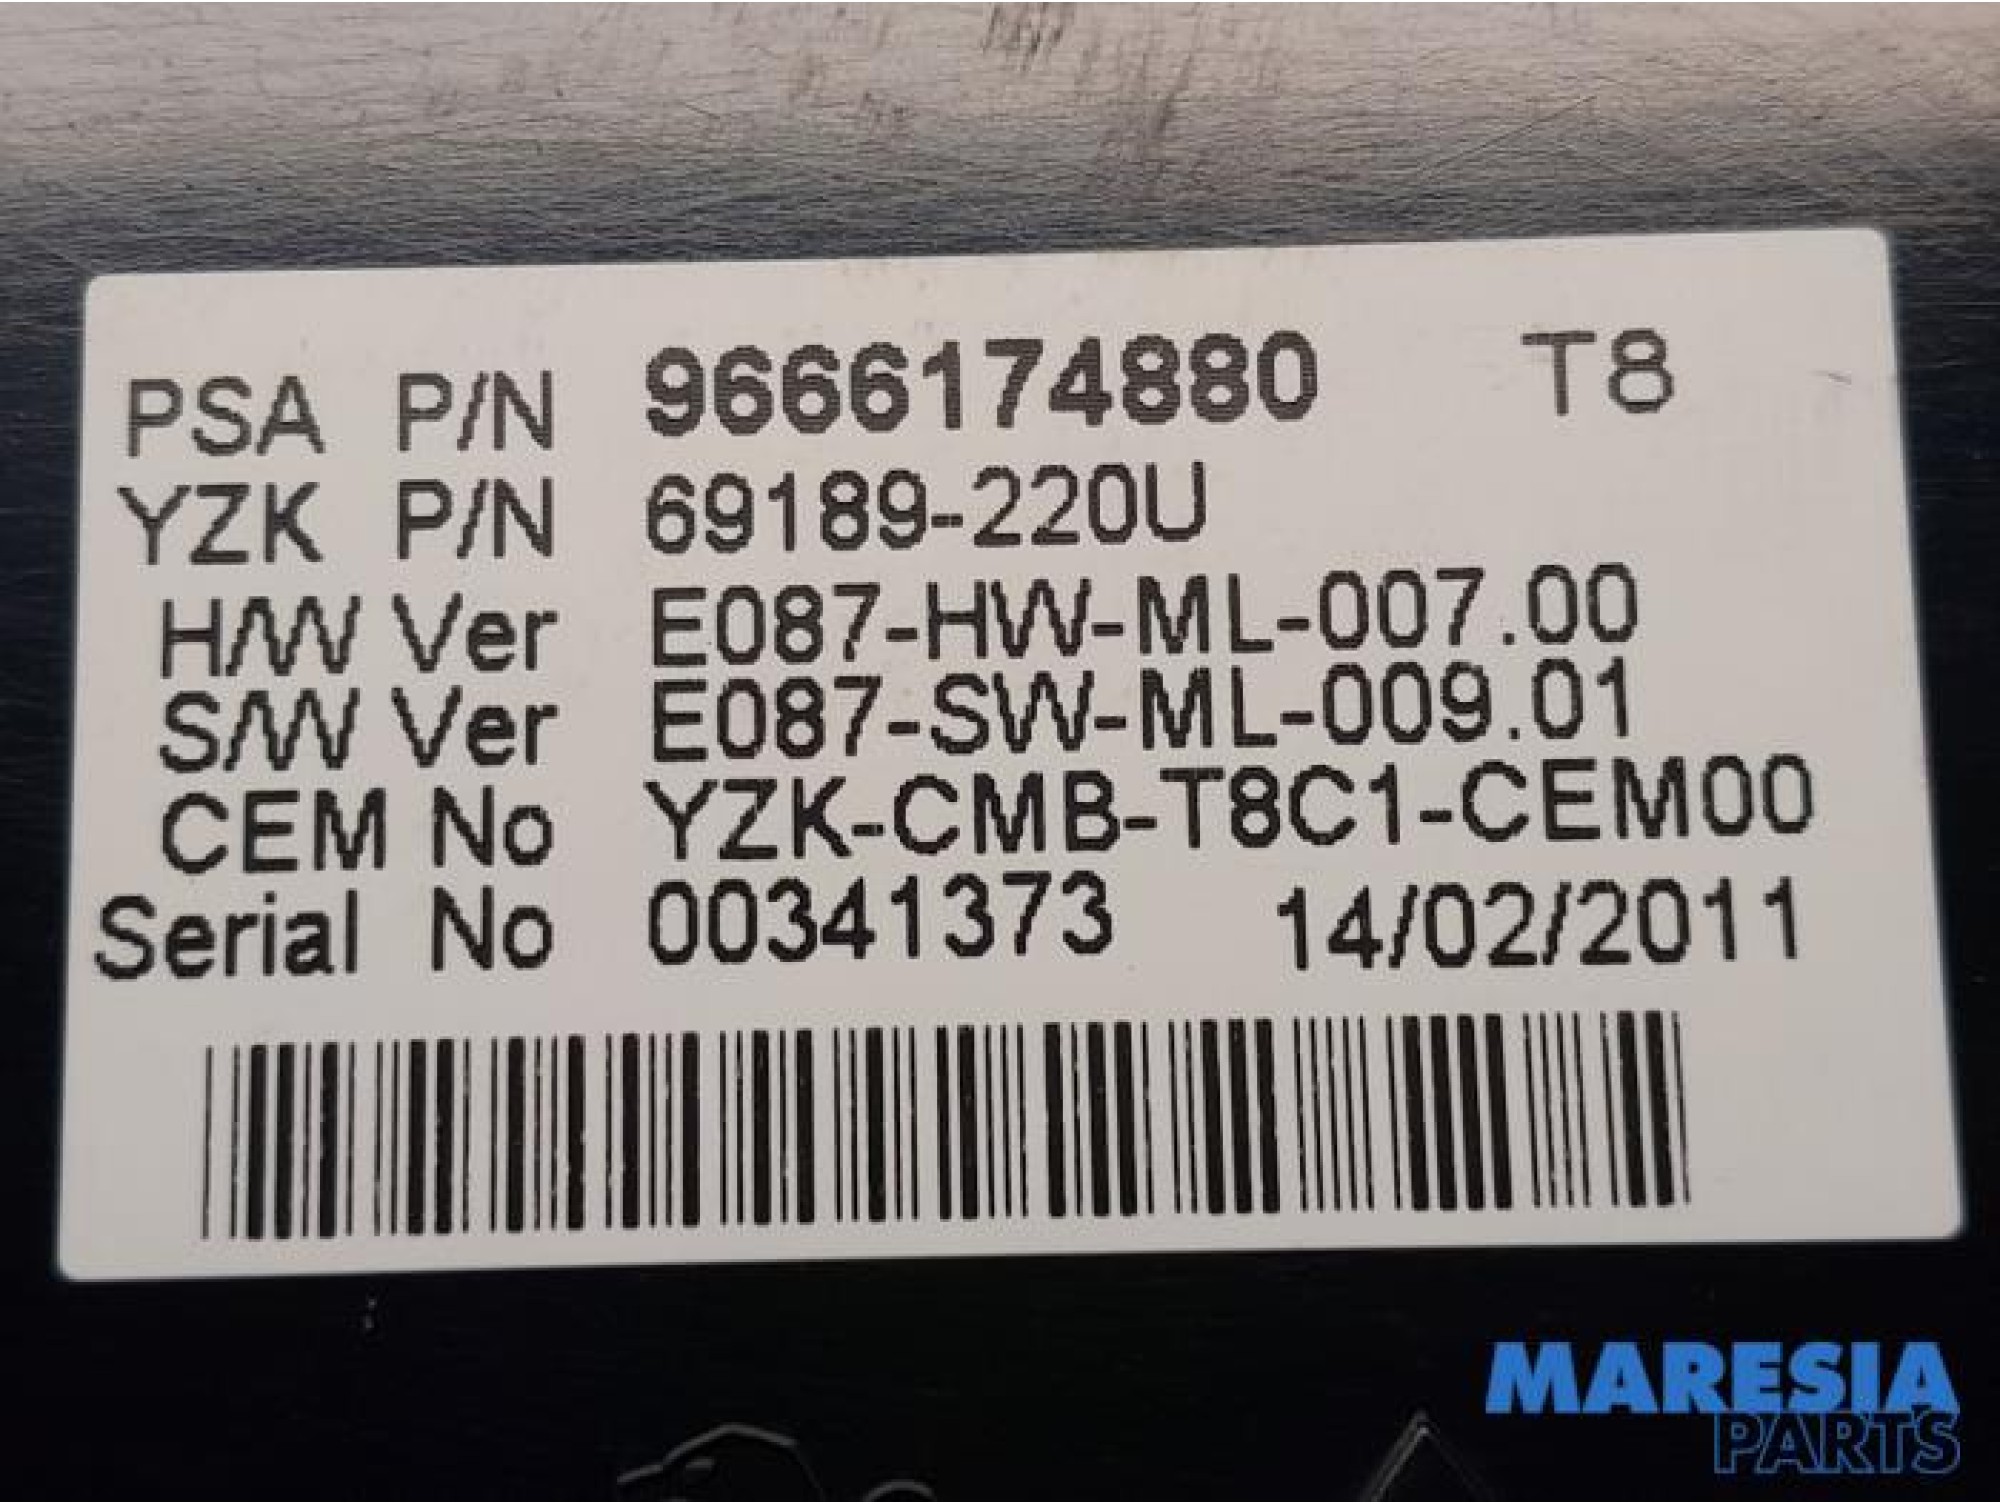 PSA P/N 9666174880 T8
YZK P/N 69189-220U
H/W Ver E087-HW-ML-007.00
S/W Ver E087-SW-ML-009.01
CEM No YZK-CMB-T8C1-CEM00
Serial No 00341373 14/02/2011
MARESIA
PARTS